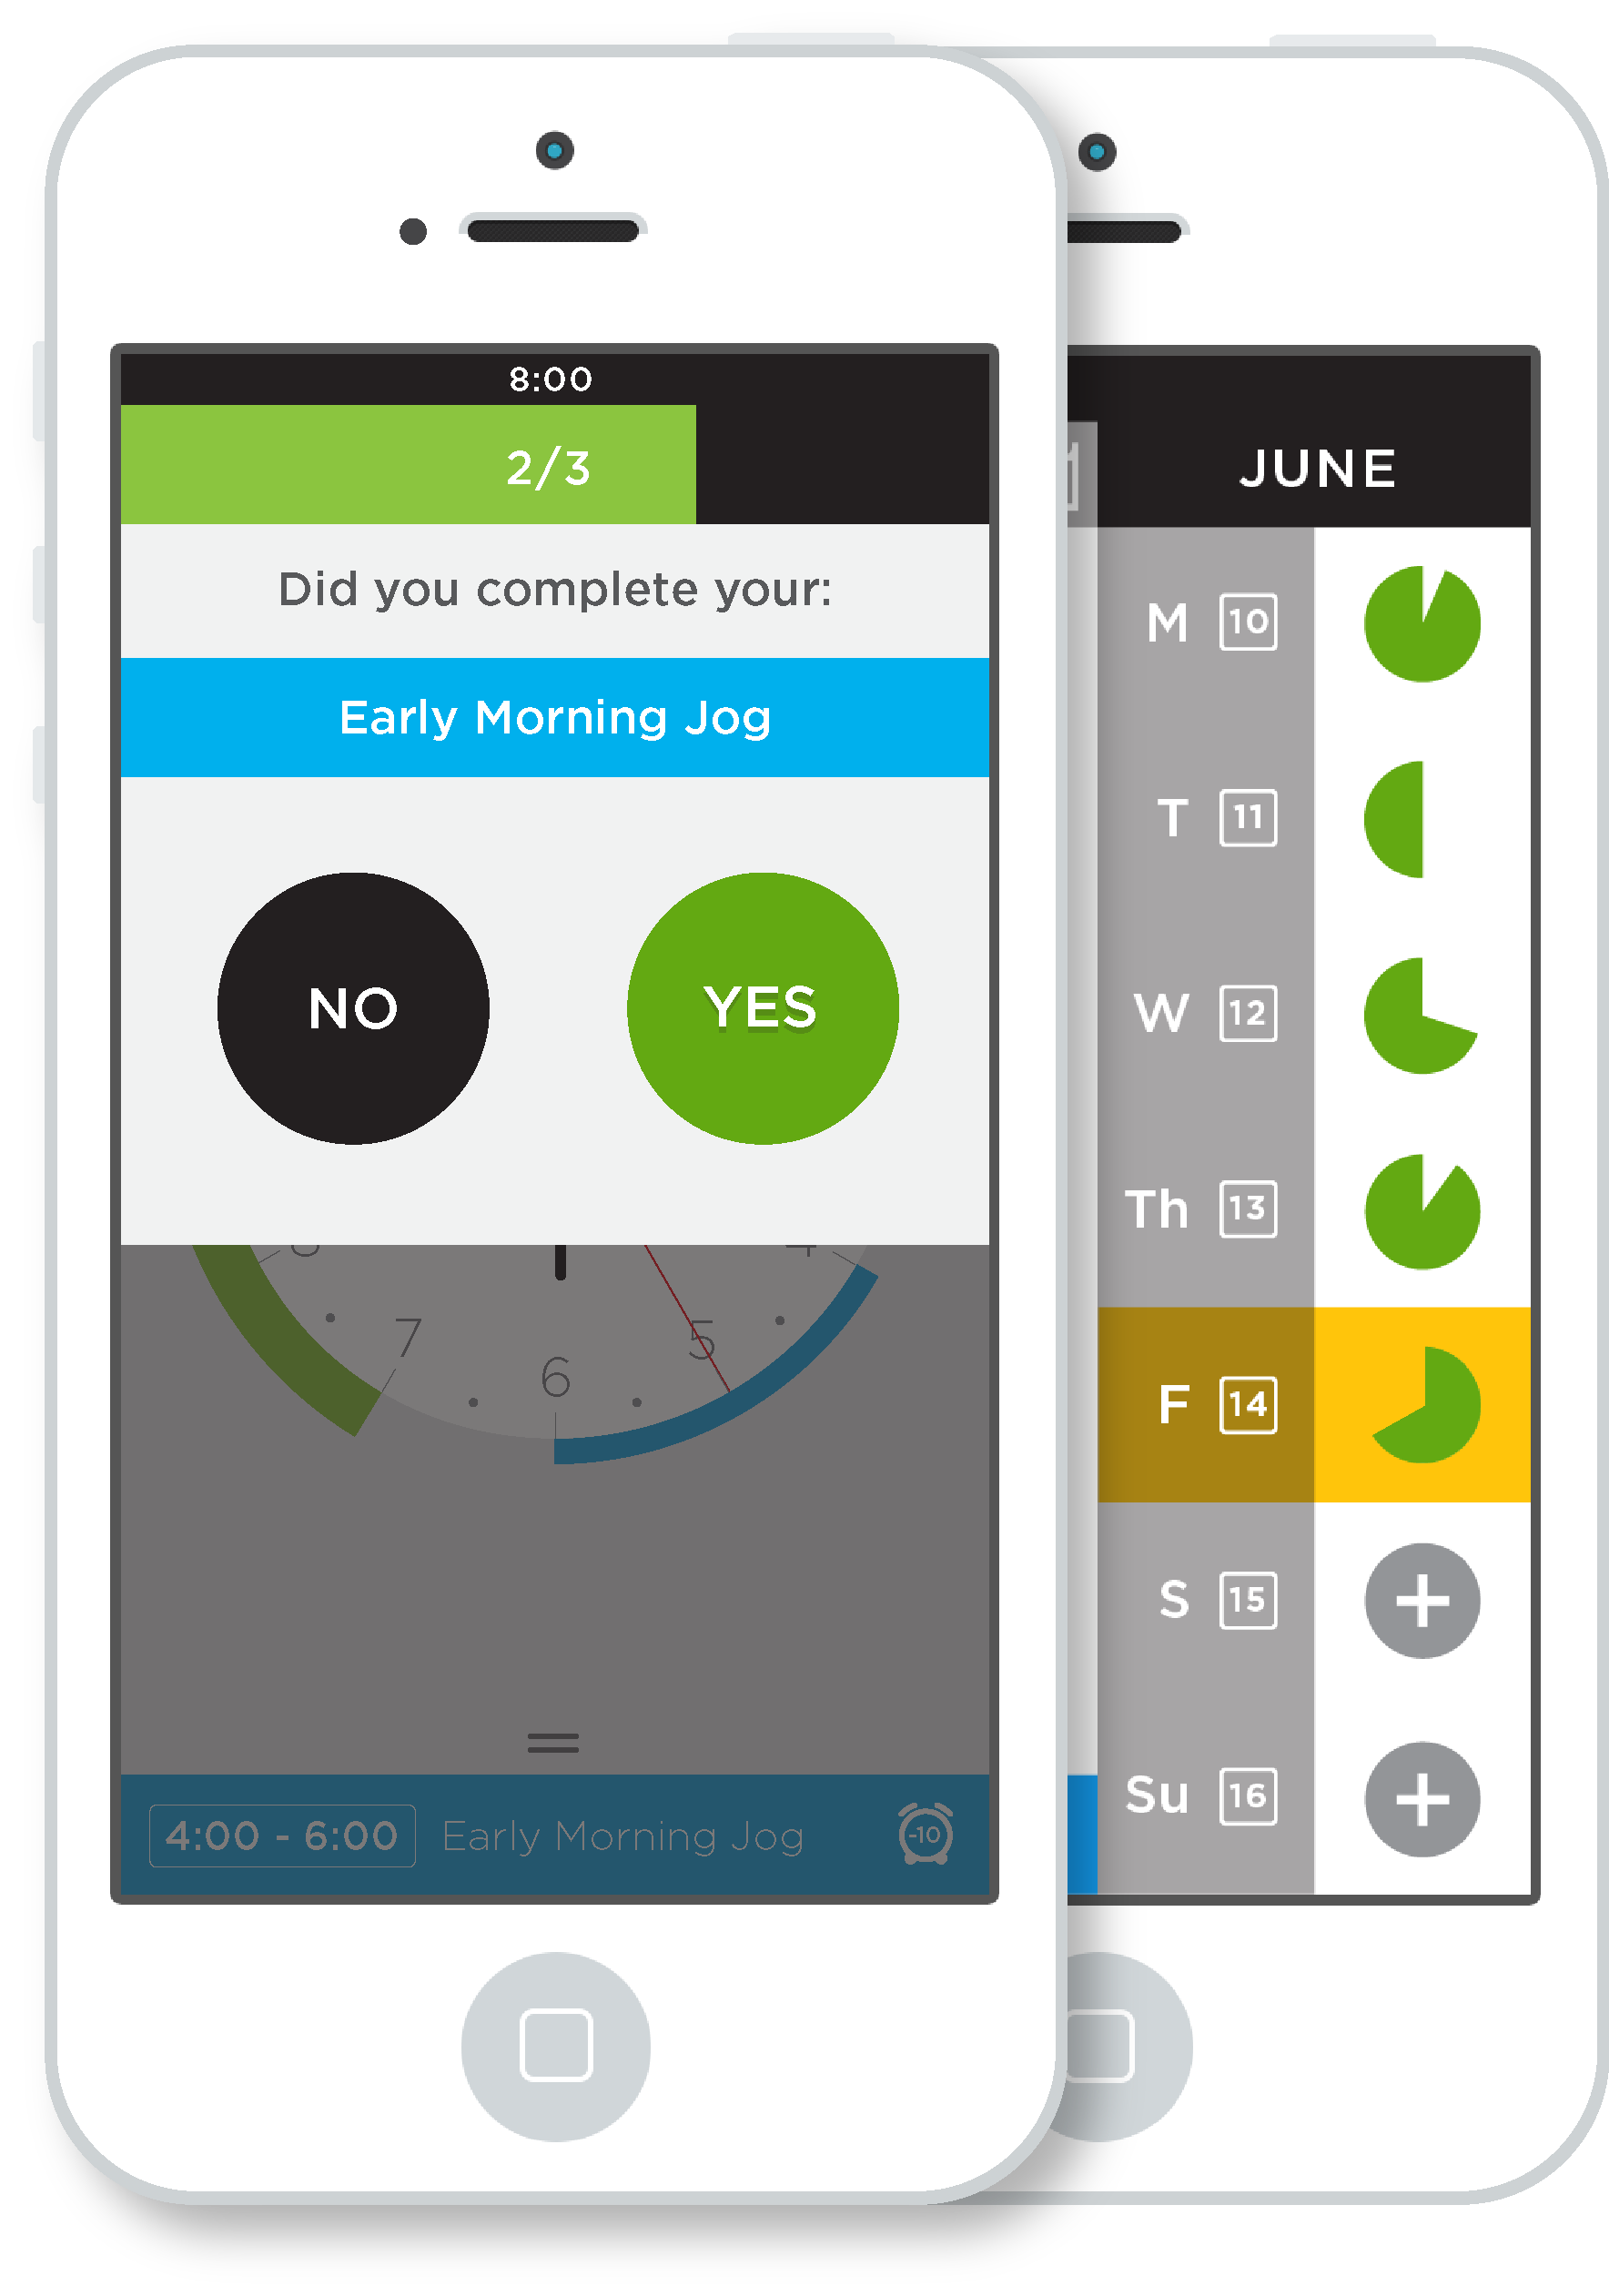 8:00
2/3
Did you complete your:
Early Morning Jog
NO
YES
7
6
5
4:00 - 6:00 Early Morning Jog -10
JUNE
M 10
T 11
W 12
Th 13
F 14
S 15
Su 16